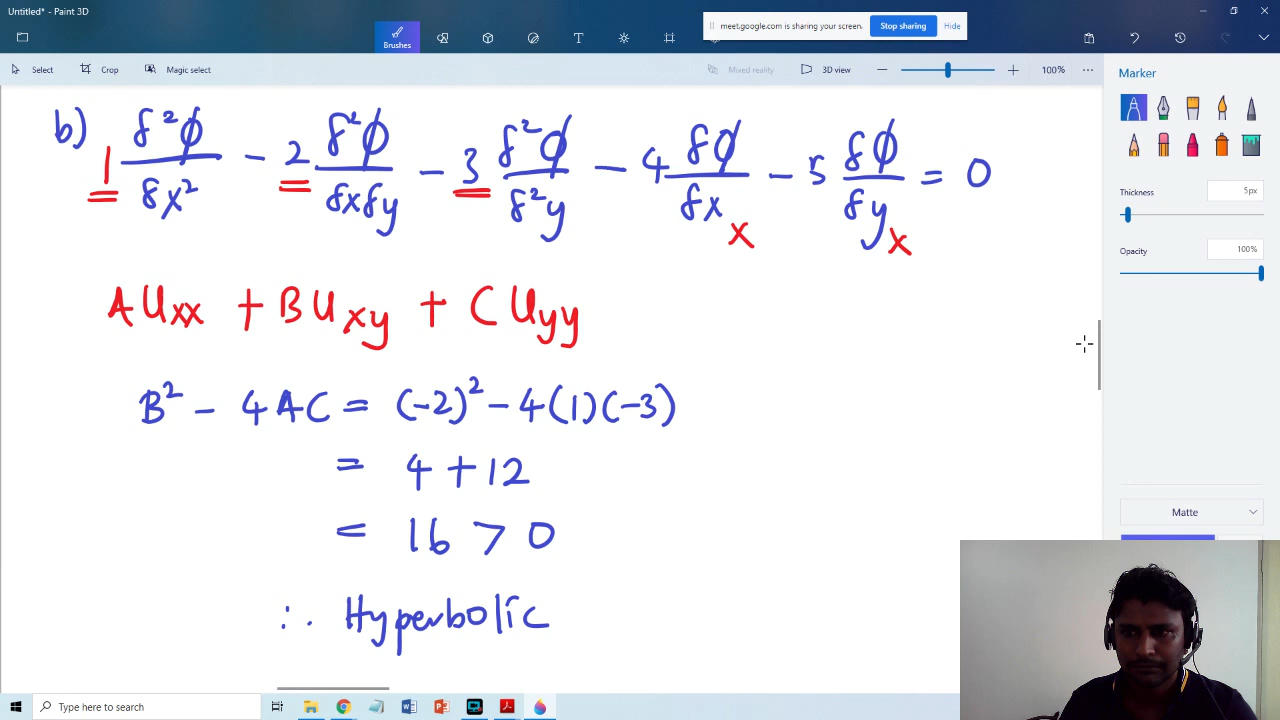 Untitled* - Paint 3D
meet.google.com is sharing your screen. Stop sharing Hide
Brushes
Select Crop Magic select Mixed reality 3D view 100% ...
Marker
Thickness 5px
Opacity 100%
Matte
b) 1 δ²φ/δx² - 2 δ²φ/δxδy - 3 δ²φ/δ²y - 4 δφ/δx - 5 δφ/δy = 0
x x
AUxx + BUxy + CUyy
B² - 4AC = (-2)² - 4(1)(-3)
= 4 + 12
= 16 > 0
∴ Hyperbolic
Type here to search